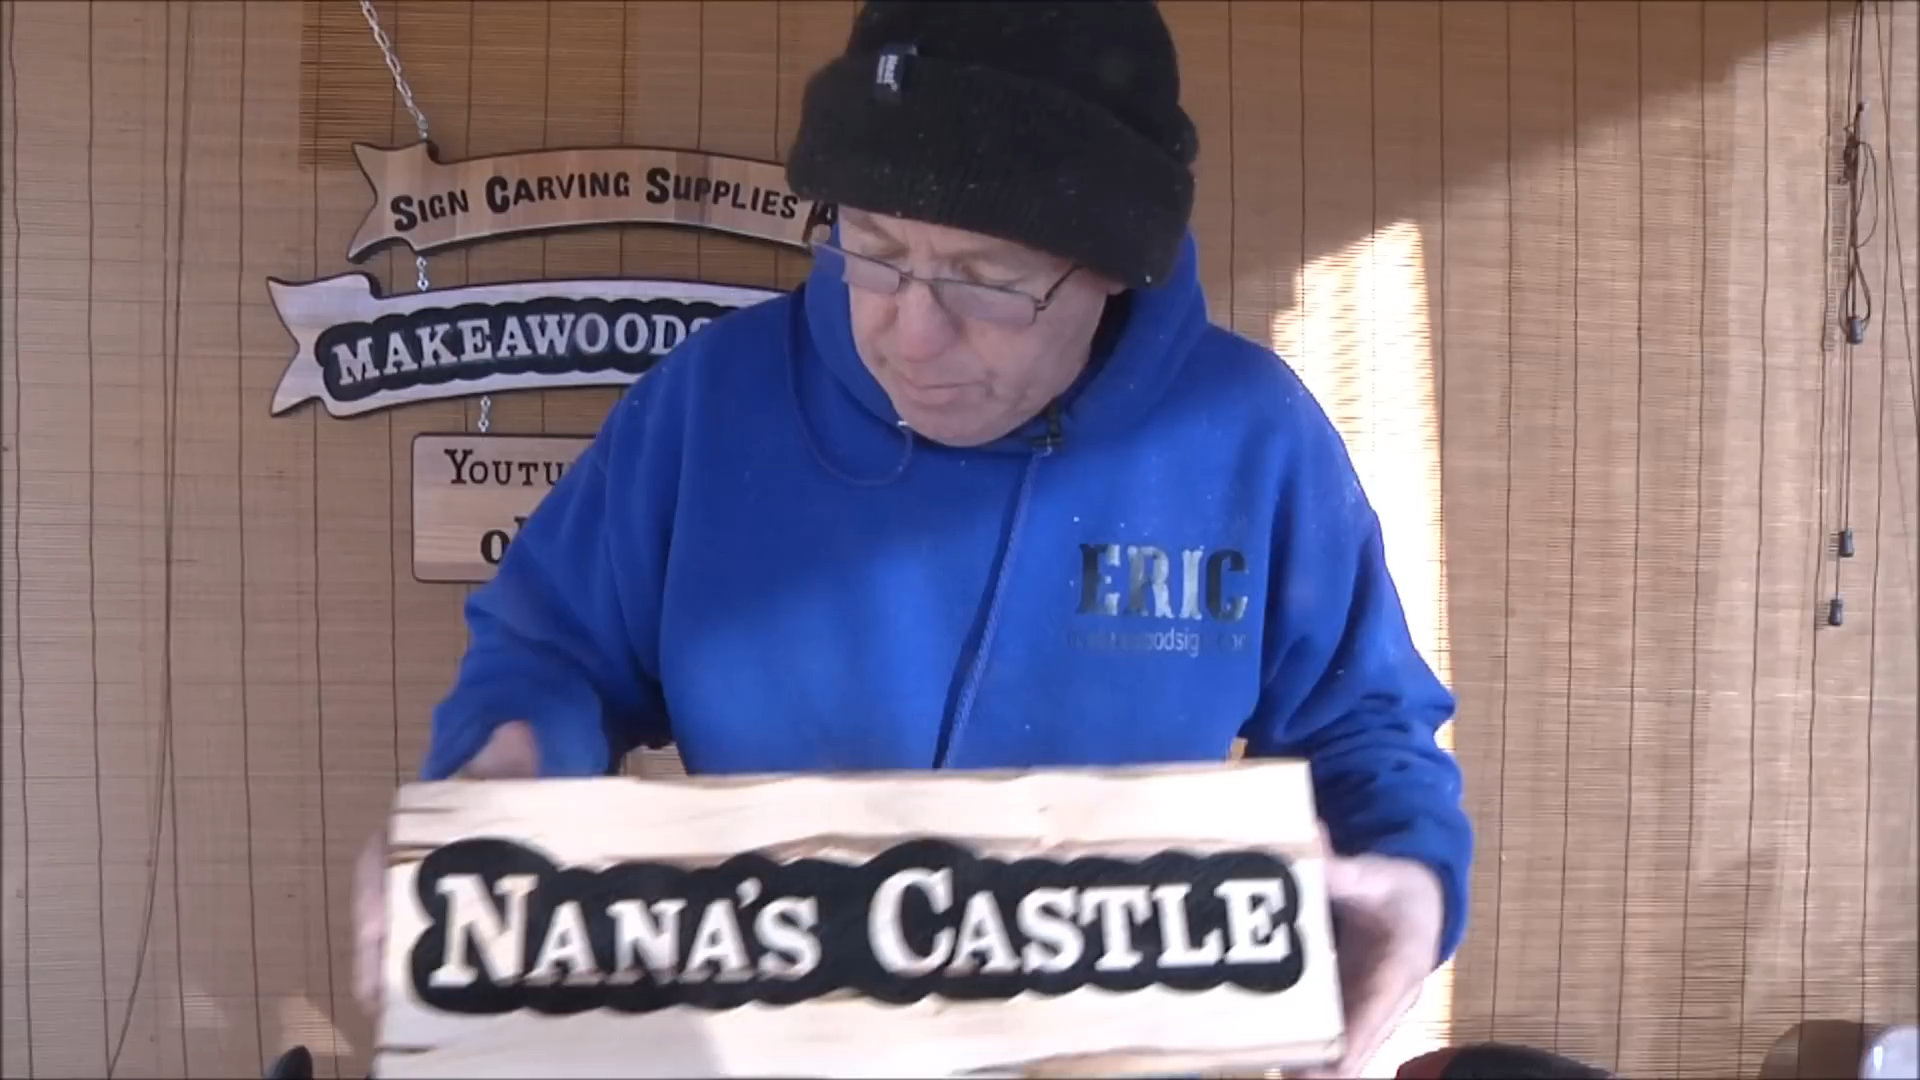 SIGN CARVING SUPPLIES
MAKEAWOODS
YOUTU
ERIC
NANA'S CASTLE